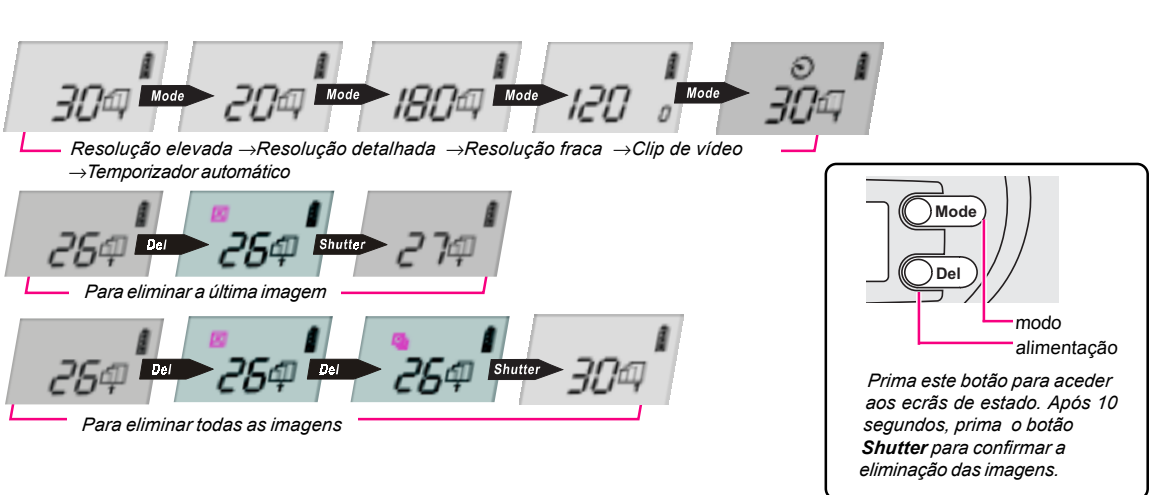 30 Mode 20 Mode 180 Mode 120 0 Mode 30
Resolução elevada →Resolução detalhada →Resolução fraca →Clip de vídeo
→Temporizador automático
26 Del 26 Shutter 27
Para eliminar a última imagem
26 Del 26 Del 26 Shutter 30
Para eliminar todas as imagens
Mode
Del
modo
alimentação
Prima este botão para aceder
aos ecrãs de estado. Após 10
segundos, prima o botão
Shutter para confirmar a
eliminação das imagens.